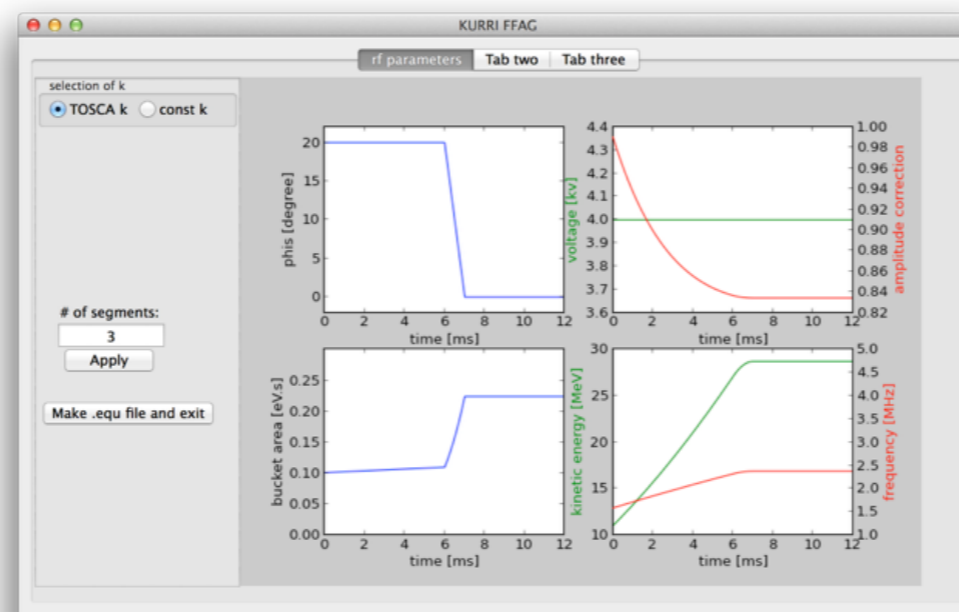 KURRI FFAG
rf parameters Tab two Tab three
selection of k
TOSCA k const k
# of segments:
3
Apply
Make .equ file and exit
phis [degree]
20
15
10
5
0
0 2 4 6 8 10 12
time [ms]
voltage [kv]
4.4
4.3
4.2
4.1
4.0
3.9
3.8
3.7
3.6
amplitude correction
1.00
0.98
0.96
0.94
0.92
0.90
0.88
0.86
0.84
0.82
0 2 4 6 8 10 12
time [ms]
bucket area [eV.s]
0.25
0.20
0.15
0.10
0.05
0.00
0 2 4 6 8 10 12
time [ms]
kinetic energy [MeV]
30
25
20
15
10
frequency [MHz]
5.0
4.5
4.0
3.5
3.0
2.5
2.0
1.5
1.0
0 2 4 6 8 10 12
time [ms]